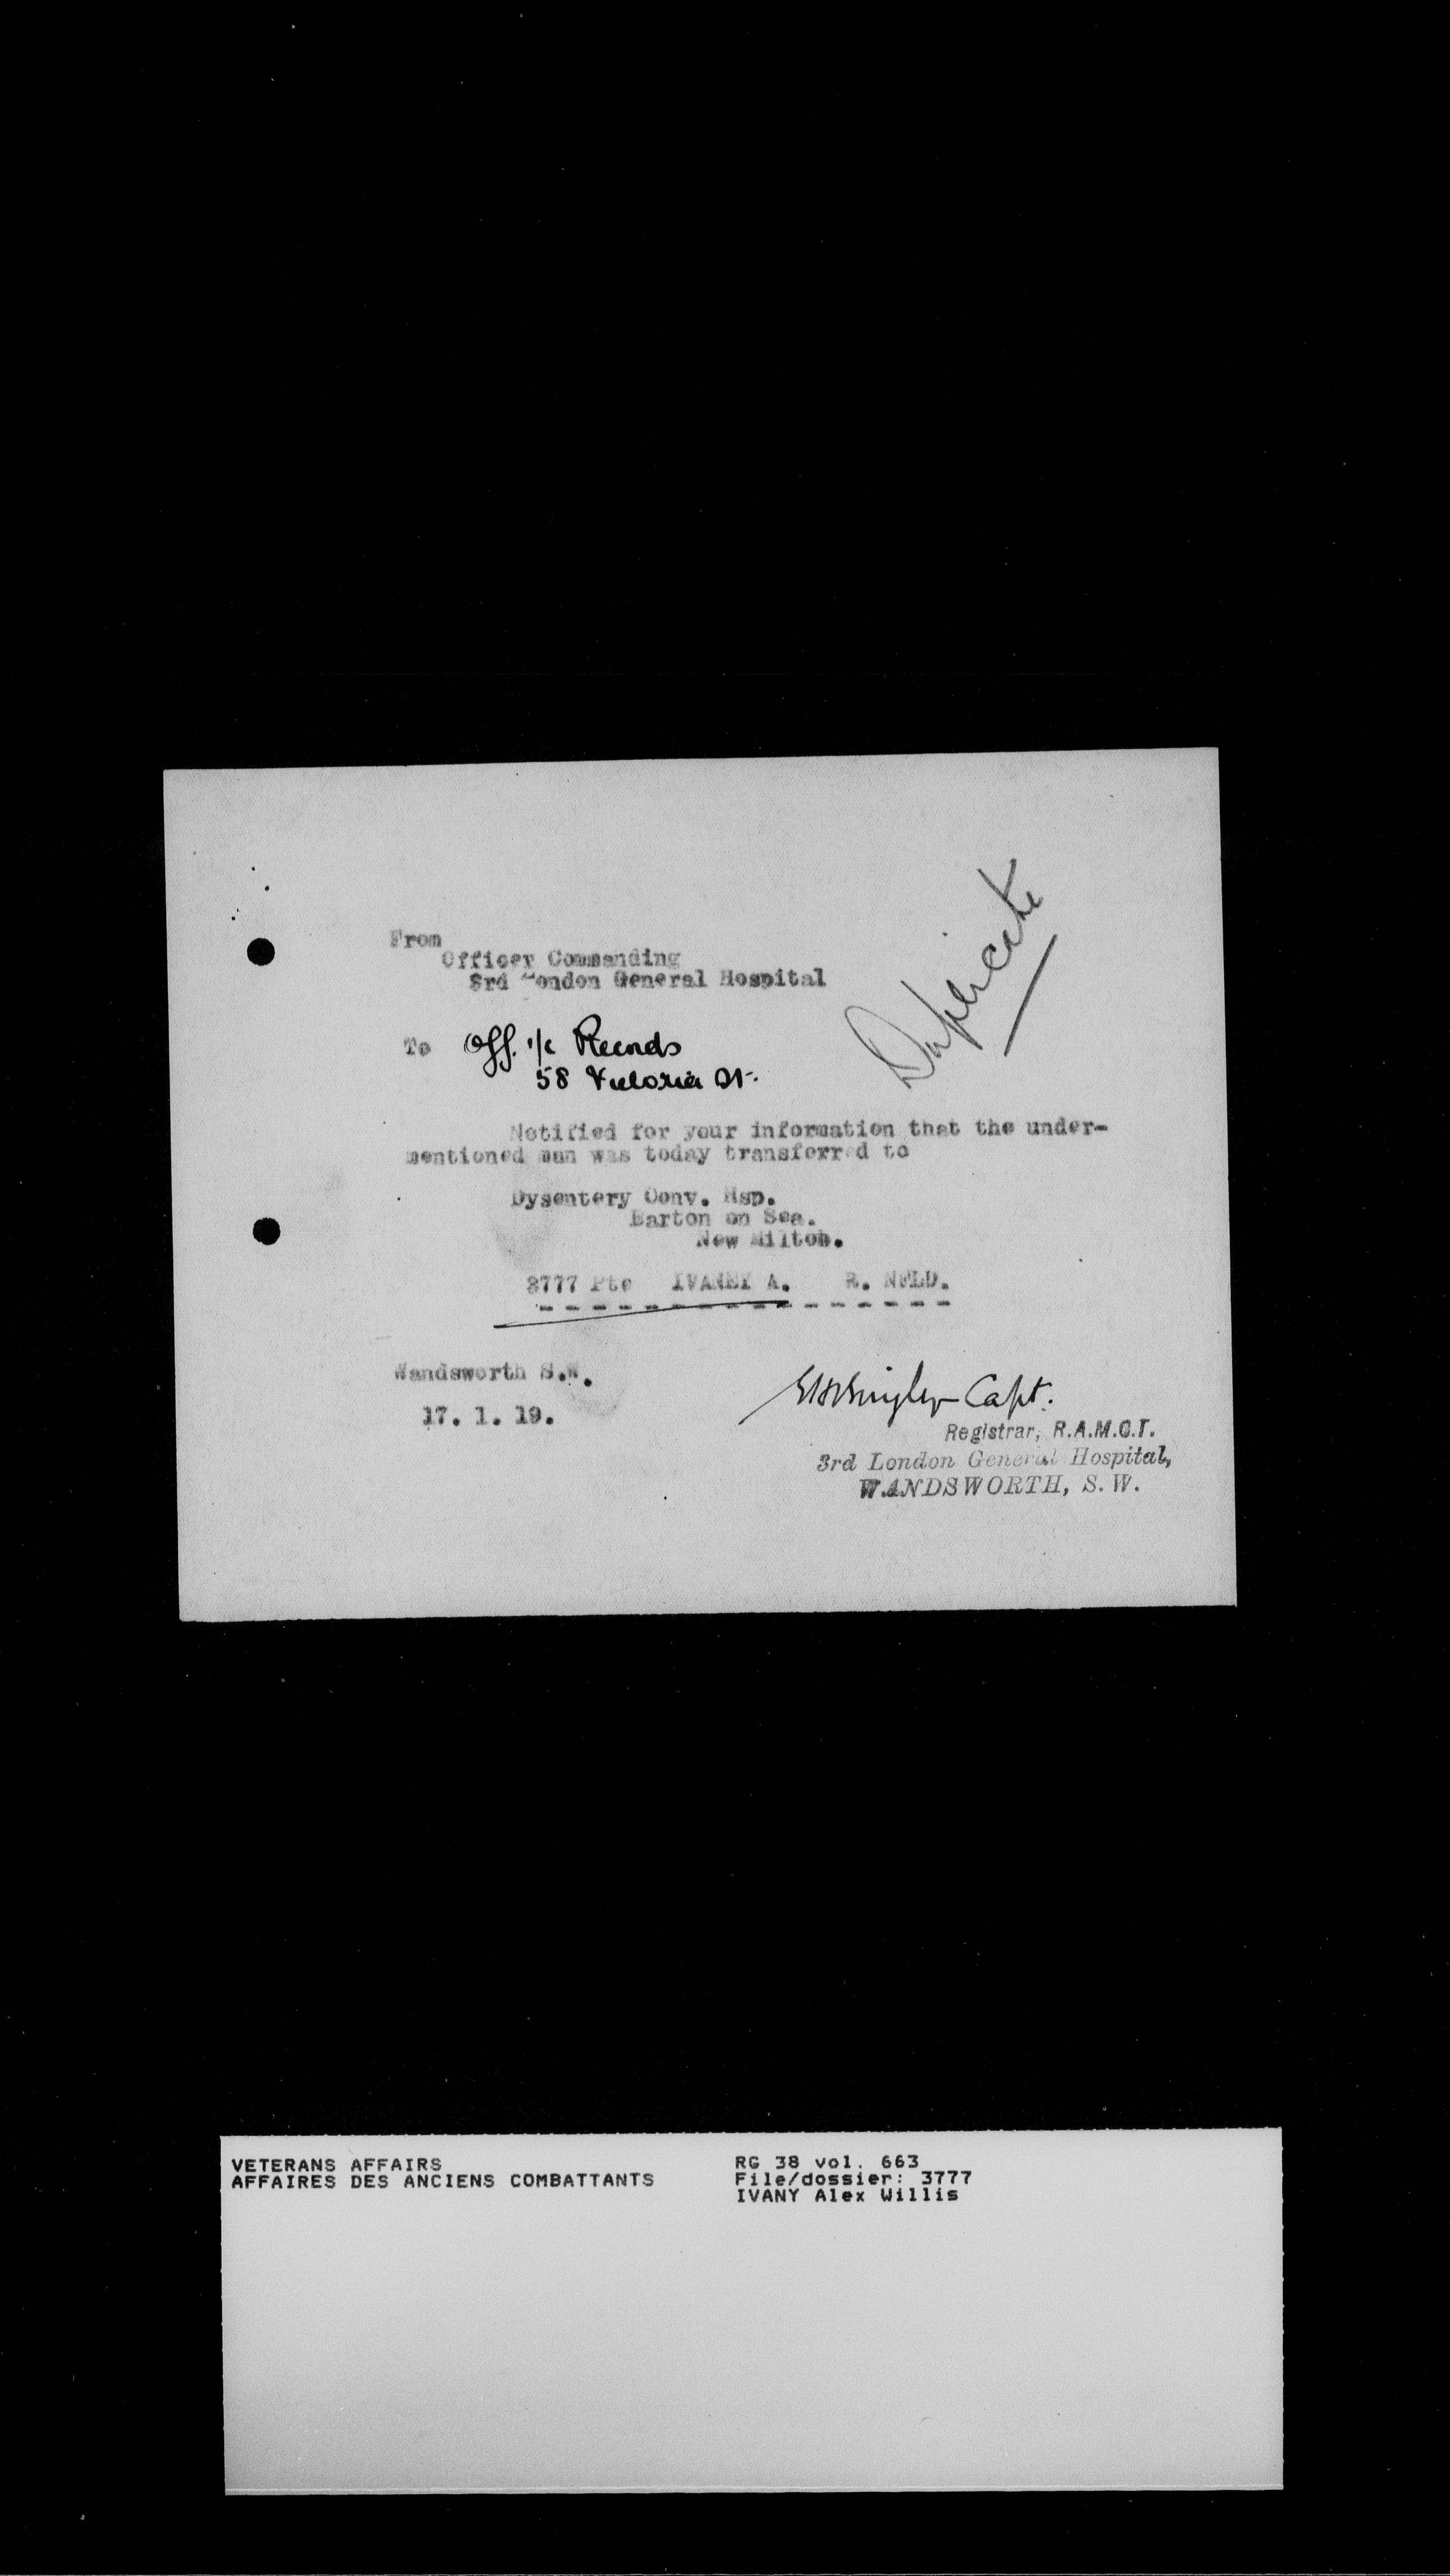 Duplicate
From
Officer Commanding
3rd London General Hospital
To Off. i/c Records
58 Victoria St.
Notified for your information that the under-
mentioned man was today transferred to
Dysentery Conv. Hsp.
Barton on Sea.
New Milton.
3777 Pte IVANEY A. R. NFLD.
Wandsworth S.W.
17. 1. 19.
Capt.
Registrar, R.A.M.C.T.
3rd London General Hospital,
WANDSWORTH, S. W.
VETERANS AFFAIRS
AFFAIRES DES ANCIENS COMBATTANTS
RG 38 vol. 663
File/dossier: 3777
IVANY Alex Willis